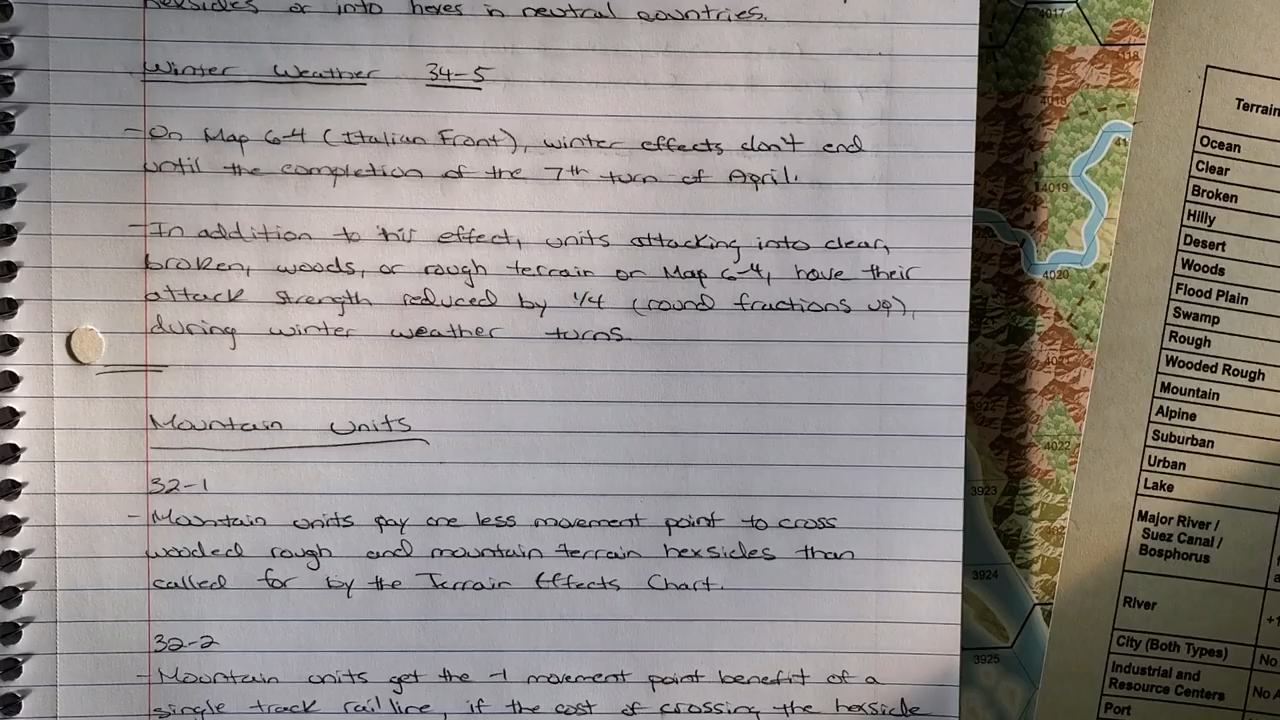 hexsides or into hexes in neutral countries.
Winter Weather 34-5
- On Map 6-4 (Italian Front), winter effects don't end
until the completion of the 7th turn of April.
- In addition to this effect, units attacking into clear,
broken, woods, or rough terrain on Map 6-4, have their
attack strength reduced by 1/4 (round fractions up),
during winter weather turns.
Mountain Units
32-1
- Mountain units pay one less movement point to cross
wooded rough and mountain terrain hexsides than
called for by the Terrain Effects Chart.
32-2
- Mountain units get the -1 movement point benefit of a
single track rail line, if the cost of crossing the hexside
4017
4018
4019
4020
4022
3923
3924
3925
Terrain
Ocean
Clear
Broken
Hilly
Desert
Woods
Flood Plain
Swamp
Rough
Wooded Rough
Mountain
Alpine
Suburban
Urban
Lake
Major River /
Suez Canal /
Bosphorus
River
+1
City (Both Types)
No
Industrial and
Resource Centers
No A
Port